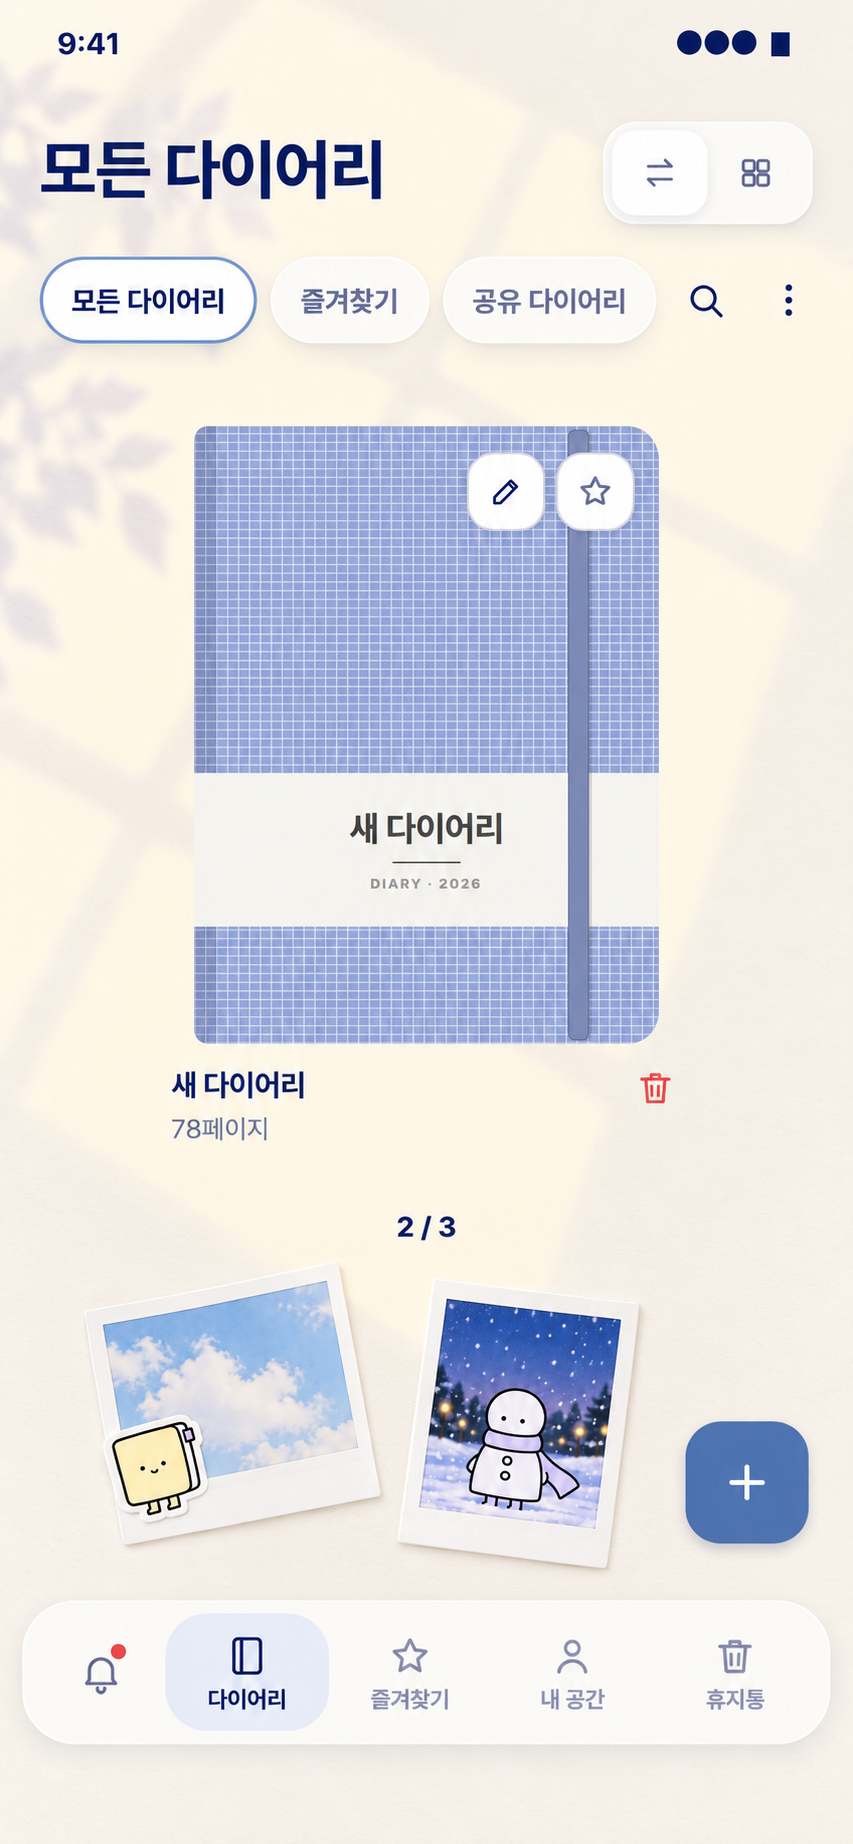 9:41
모든 다이어리
모든 다이어리
즐겨찾기
공유 다이어리
새 다이어리
DIARY · 2026
새 다이어리
78페이지
2 / 3
다이어리
즐겨찾기
내 공간
휴지통